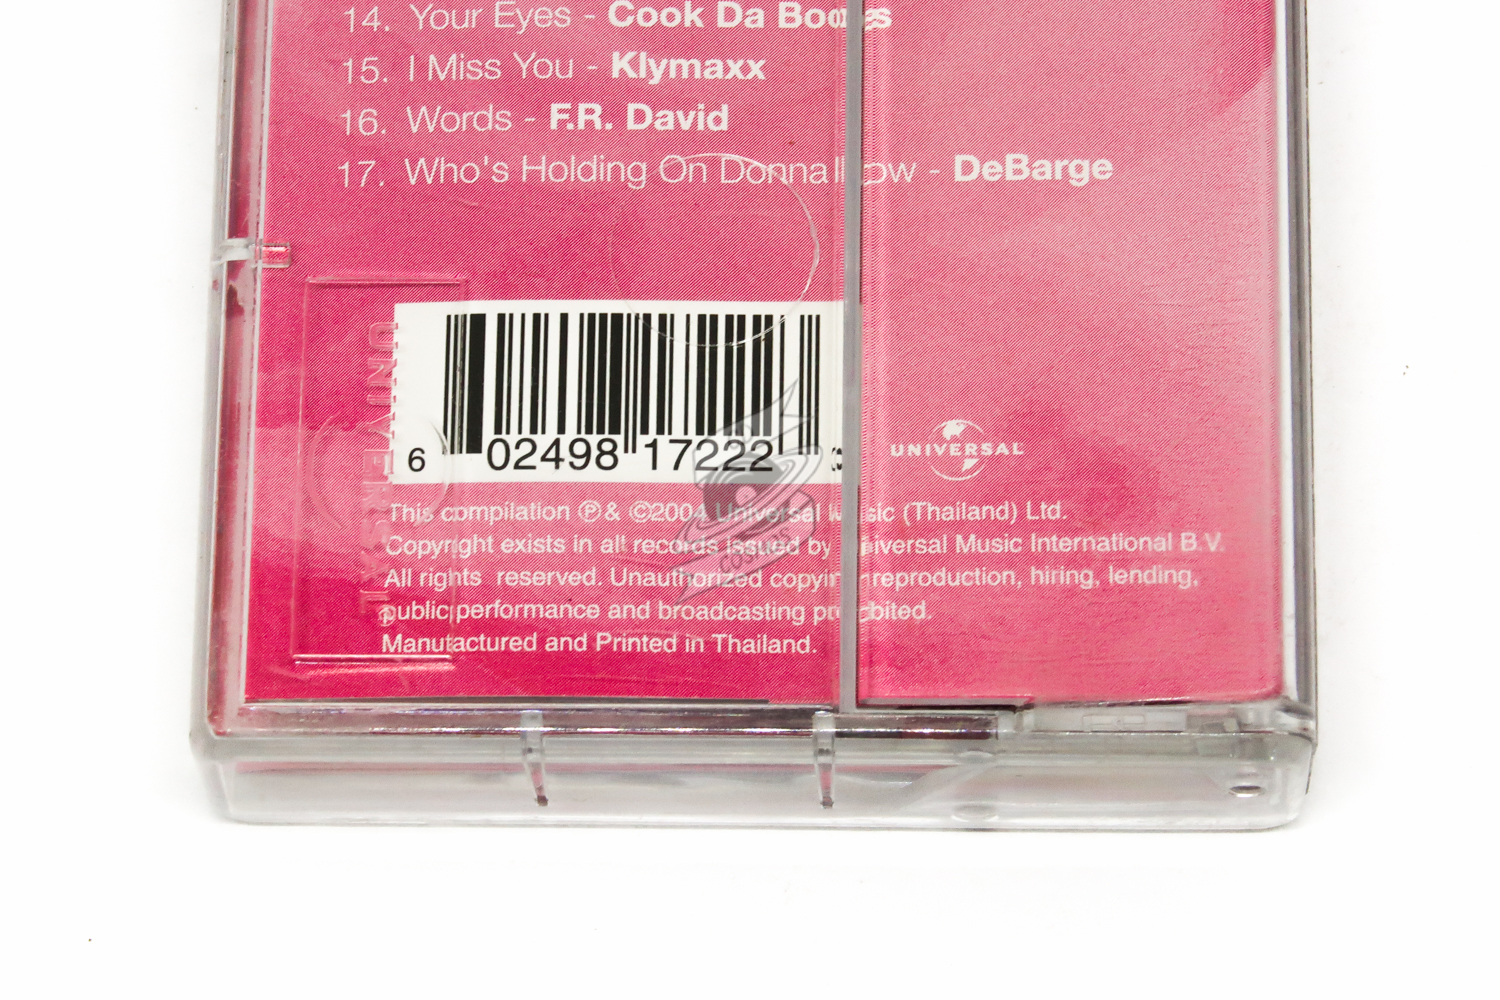 14. Your Eyes - Cook Da Books
15. I Miss You - Klymaxx
16. Words - F.R. David
17. Who's Holding On Donna Now - DeBarge
UNIVERSAL
6 02498 17222
UNIVERSAL
This compilation ℗ & ©2004 Universal Music (Thailand) Ltd.
Copyright exists in all records issued by Universal Music International B.V.
All rights reserved. Unauthorized copying reproduction, hiring, lending,
public performance and broadcasting prohibited.
Manufactured and Printed in Thailand.
COSMOS